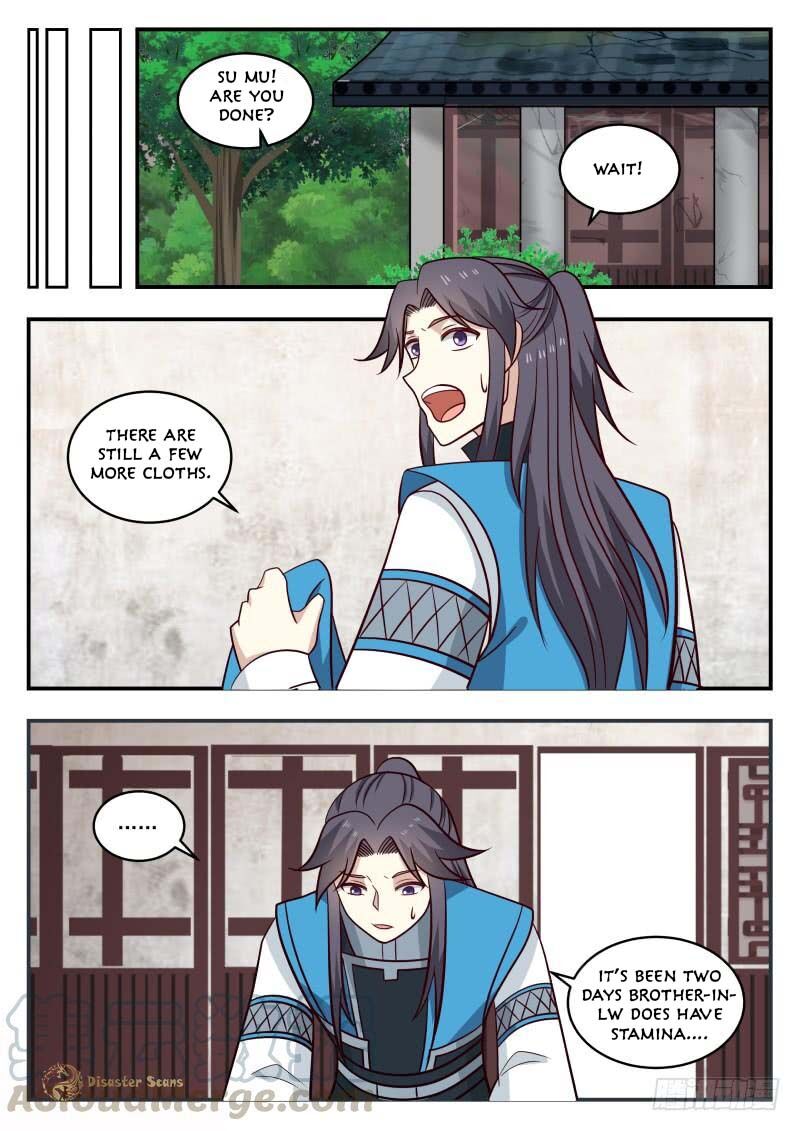 SU MU!
ARE YOU
DONE?
WAIT!
THERE ARE
STILL A FEW
MORE CLOTHS.
......
IT'S BEEN TWO
DAYS BROTHER-IN-
LW DOES HAVE
STAMINA....
Disaster Scans
AoloadMerge.com